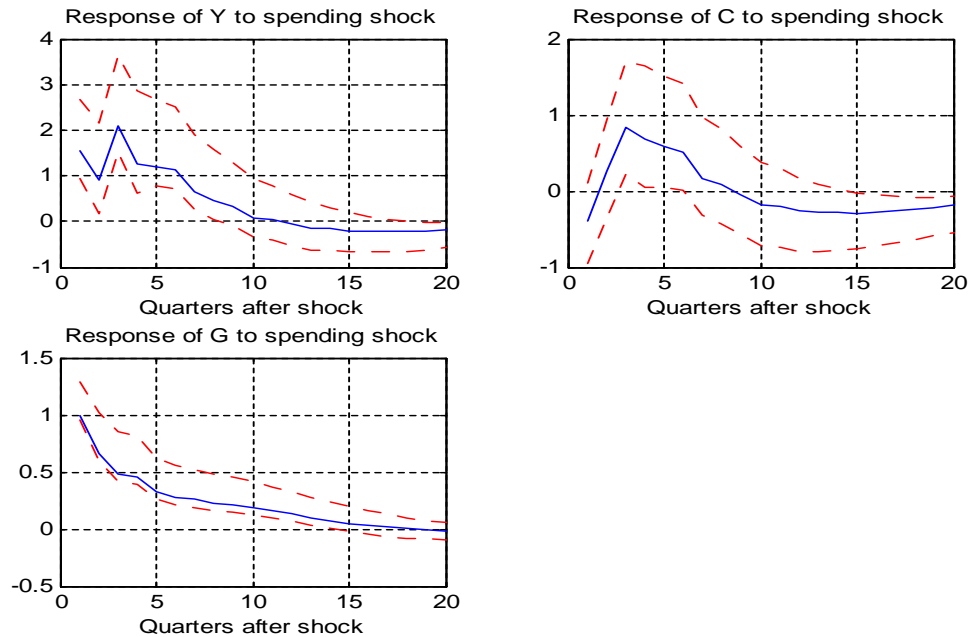 Response of Y to spending shock
4
3
2
1
0
-1
0 5 10 15 20
Quarters after shock
Response of C to spending shock
2
1
0
-1
0 5 10 15 20
Quarters after shock
Response of G to spending shock
1.5
1
0.5
0
-0.5
0 5 10 15 20
Quarters after shock